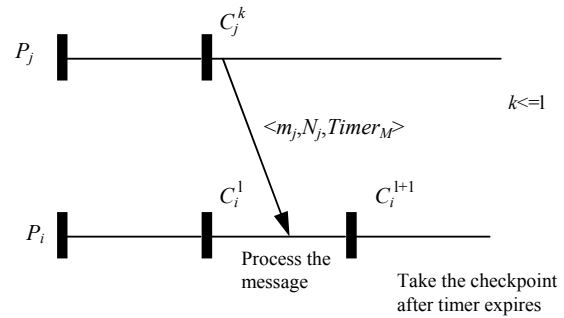 C_j^k
P_j
k<=l
<m_j,N_j,Timer_M>
C_i^l
C_i^{l+1}
P_i
Process the
message
Take the checkpoint
after timer expires